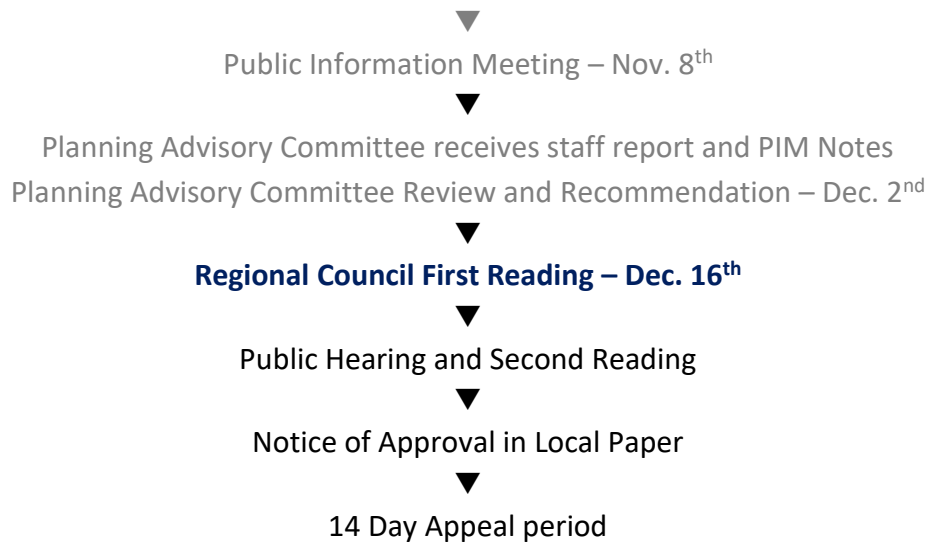 Public Information Meeting – Nov. 8th
Planning Advisory Committee receives staff report and PIM Notes
Planning Advisory Committee Review and Recommendation – Dec. 2nd
Regional Council First Reading – Dec. 16th
Public Hearing and Second Reading
Notice of Approval in Local Paper
14 Day Appeal period